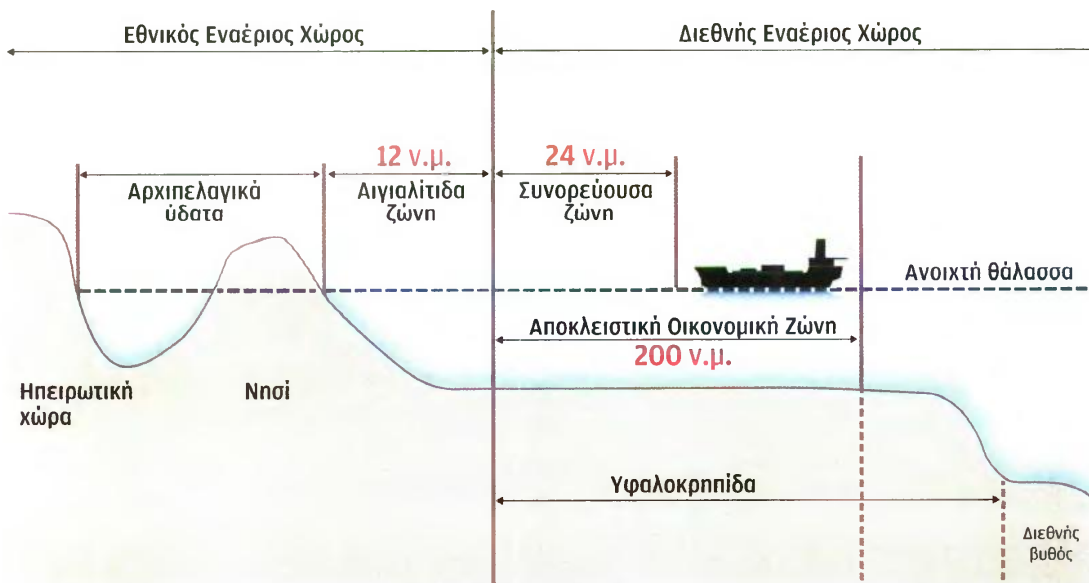 Εθνικός Εναέριος Χώρος
Διεθνής Εναέριος Χώρος
12 ν.μ.
24 ν.μ.
Αρχιπελαγικά
ύδατα
Αιγιαλίτιδα
ζώνη
Συνορεύουσα
ζώνη
Ανοιχτή θάλασσα
Αποκλειστική Οικονομική Ζώνη
200 ν.μ.
Ηπειρωτική
χώρα
Νησί
Υφαλοκρηπίδα
Διεθνής
βυθός